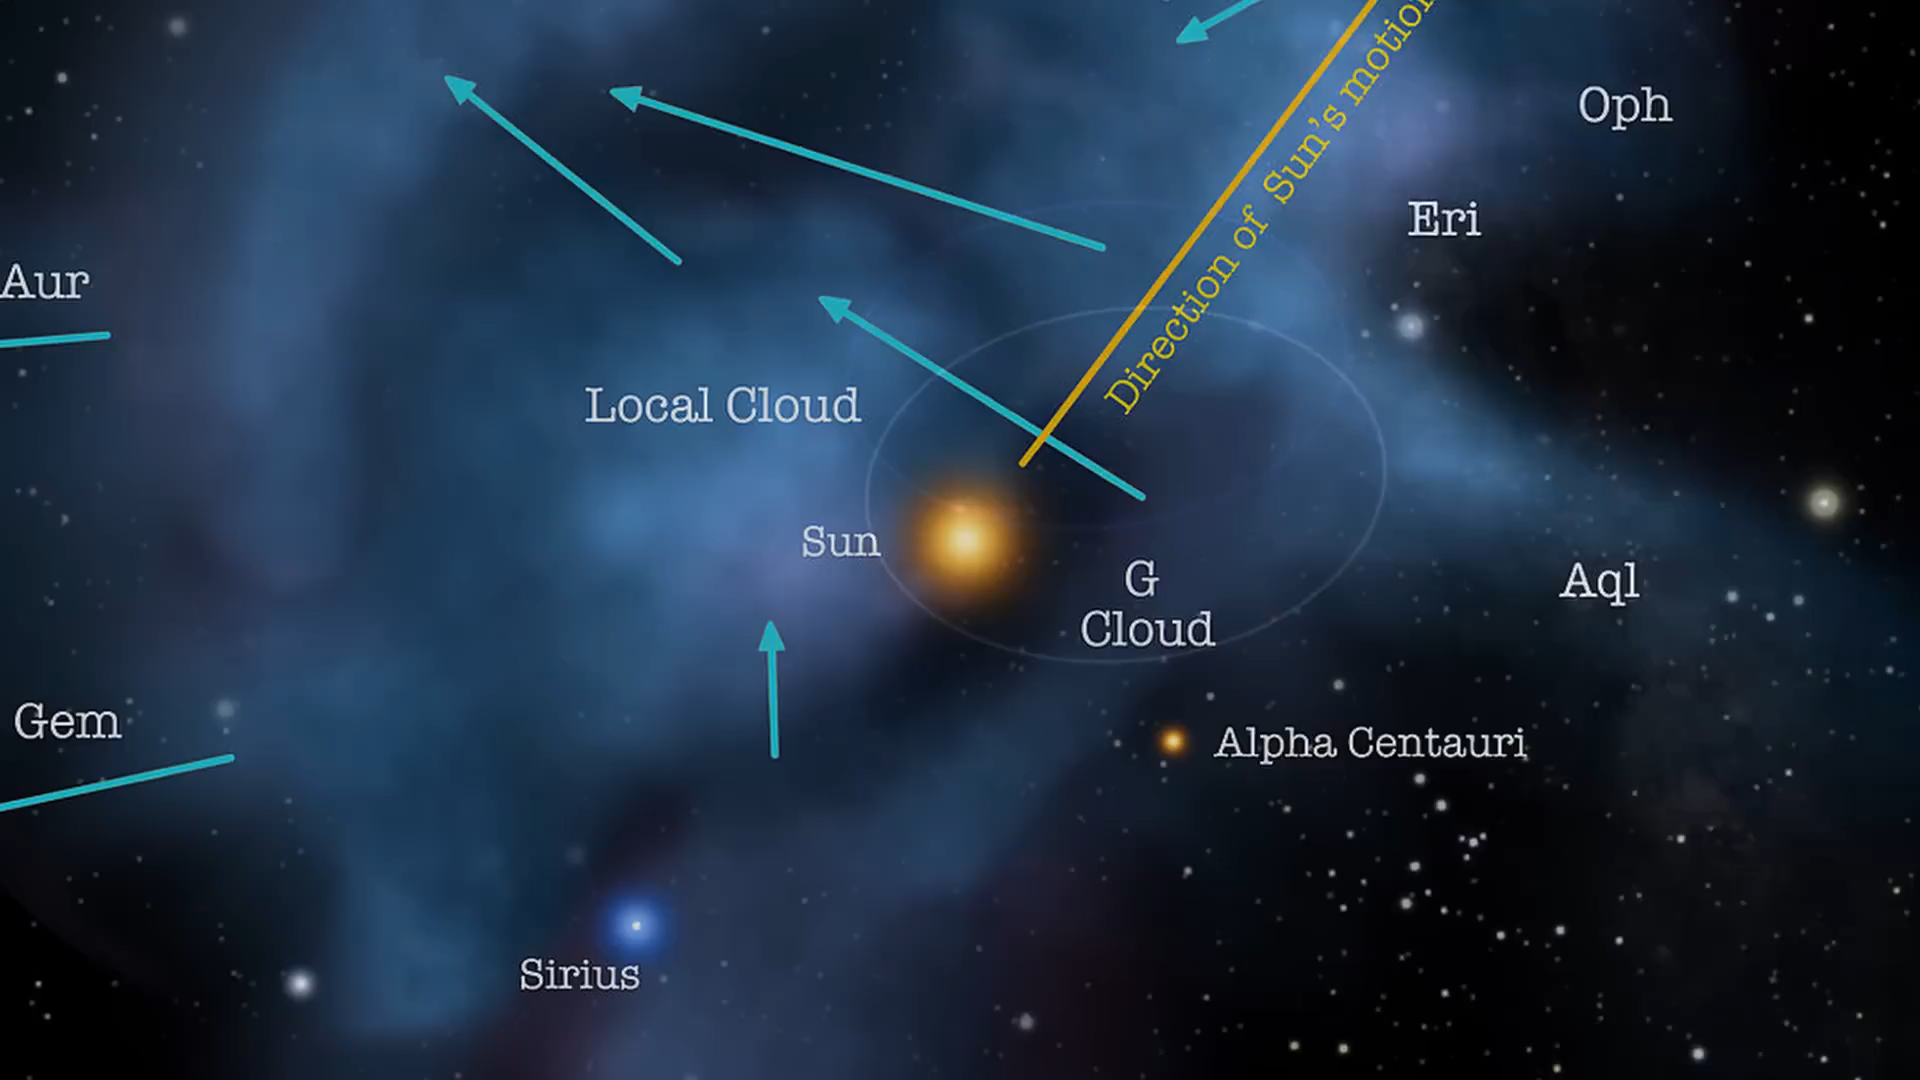 Oph
Direction of Sun's motion
Eri
Aur
Local Cloud
Sun
G
Cloud
Aql
Gem
Alpha Centauri
Sirius